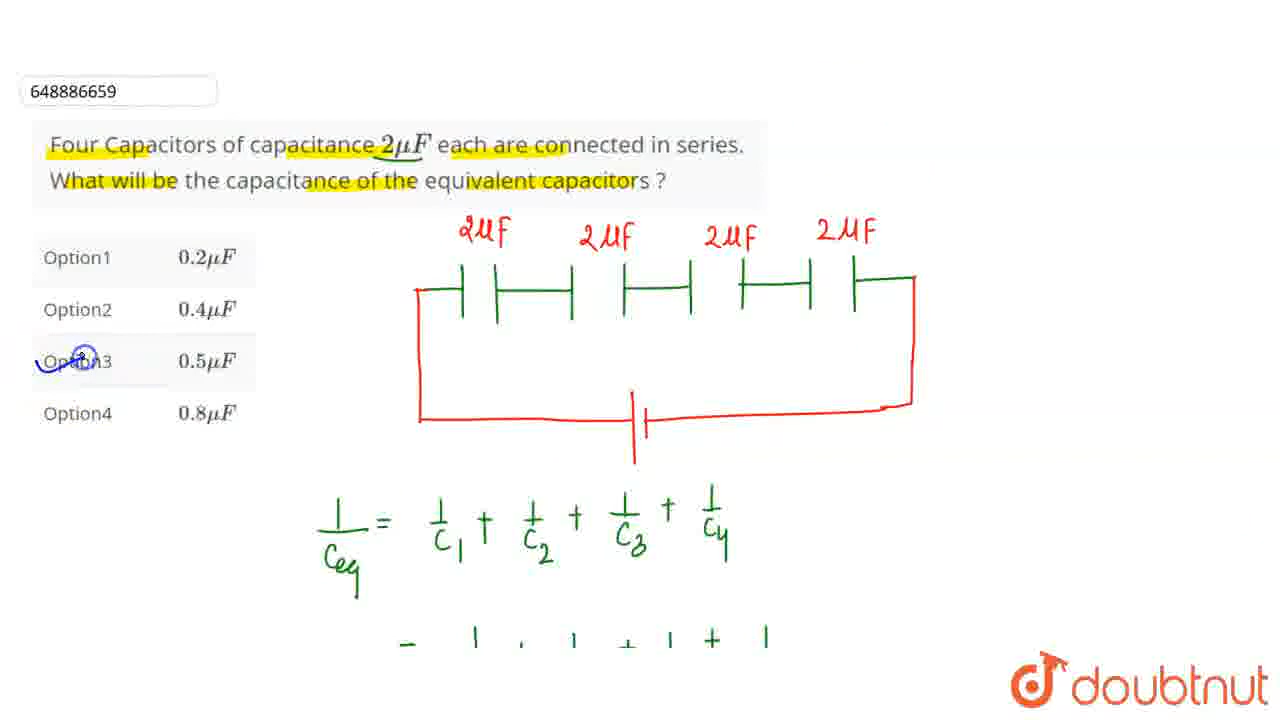 648886659
Four Capacitors of capacitance 2μF each are connected in series.
What will be the capacitance of the equivalent capacitors ?
Option1 0.2μF
Option2 0.4μF
Option3 0.5μF
Option4 0.8μF
2μF 2μF 2μF 2μF
1/Ceq = 1/C1 + 1/C2 + 1/C3 + 1/C4
doubtnut